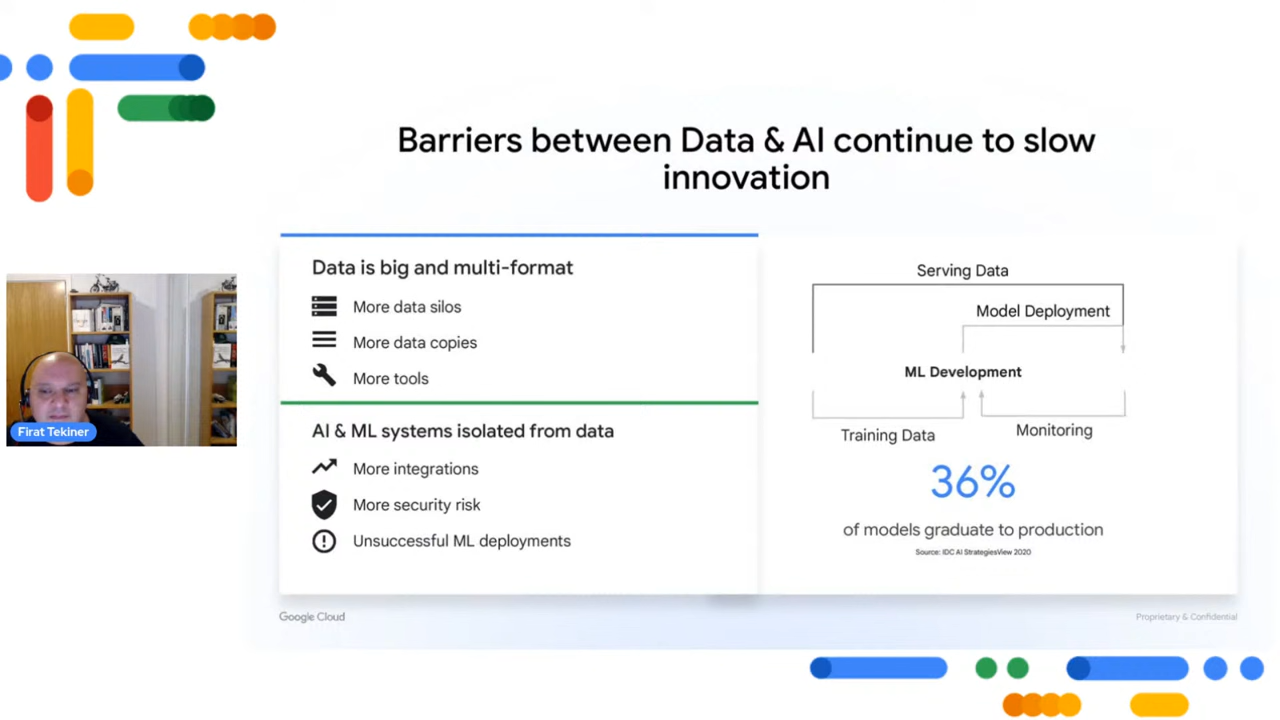 Barriers between Data & AI continue to slow
innovation
Data is big and multi-format
More data silos
More data copies
More tools
AI & ML systems isolated from data
More integrations
More security risk
Unsuccessful ML deployments
Serving Data
Model Deployment
ML Development
Training Data
Monitoring
36%
of models graduate to production
Source: IDC AI StrategiesView 2020
Firat Tekiner
Google Cloud
Proprietary & Confidential